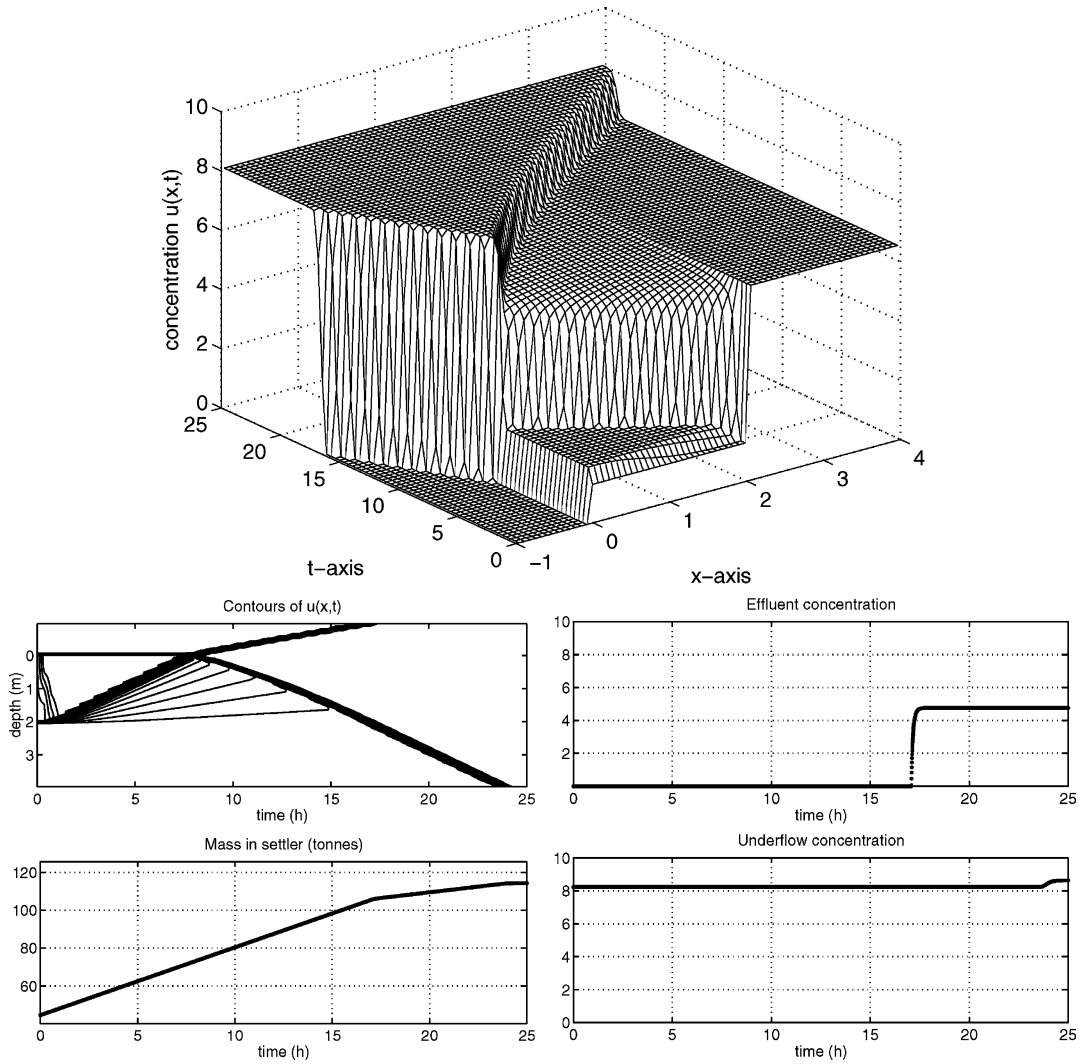 10
8
6
4
2
0
concentration u(x,t)
25
20
15
10
5
0
t-axis
-1
0
1
2
3
4
x-axis
Contours of u(x,t)
0
1
2
3
depth (m)
0 5 10 15 20 25
time (h)
Effluent concentration
10
8
6
4
2
0 5 10 15 20 25
time (h)
Mass in settler (tonnes)
120
100
80
60
0 5 10 15 20 25
time (h)
Underflow concentration
10
8
6
4
2
0
0 5 10 15 20 25
time (h)